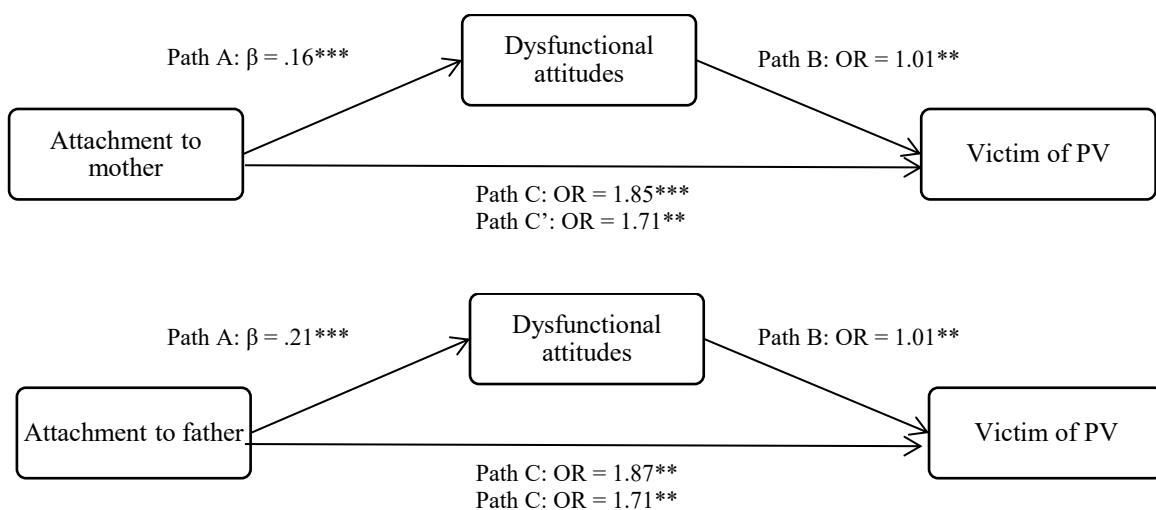 Path A: β = .16***
Dysfunctional
attitudes
Path B: OR = 1.01**
Attachment to
mother
Victim of PV
Path C: OR = 1.85***
Path C’: OR = 1.71**
Path A: β = .21***
Dysfunctional
attitudes
Path B: OR = 1.01**
Attachment to father
Victim of PV
Path C: OR = 1.87**
Path C: OR = 1.71**